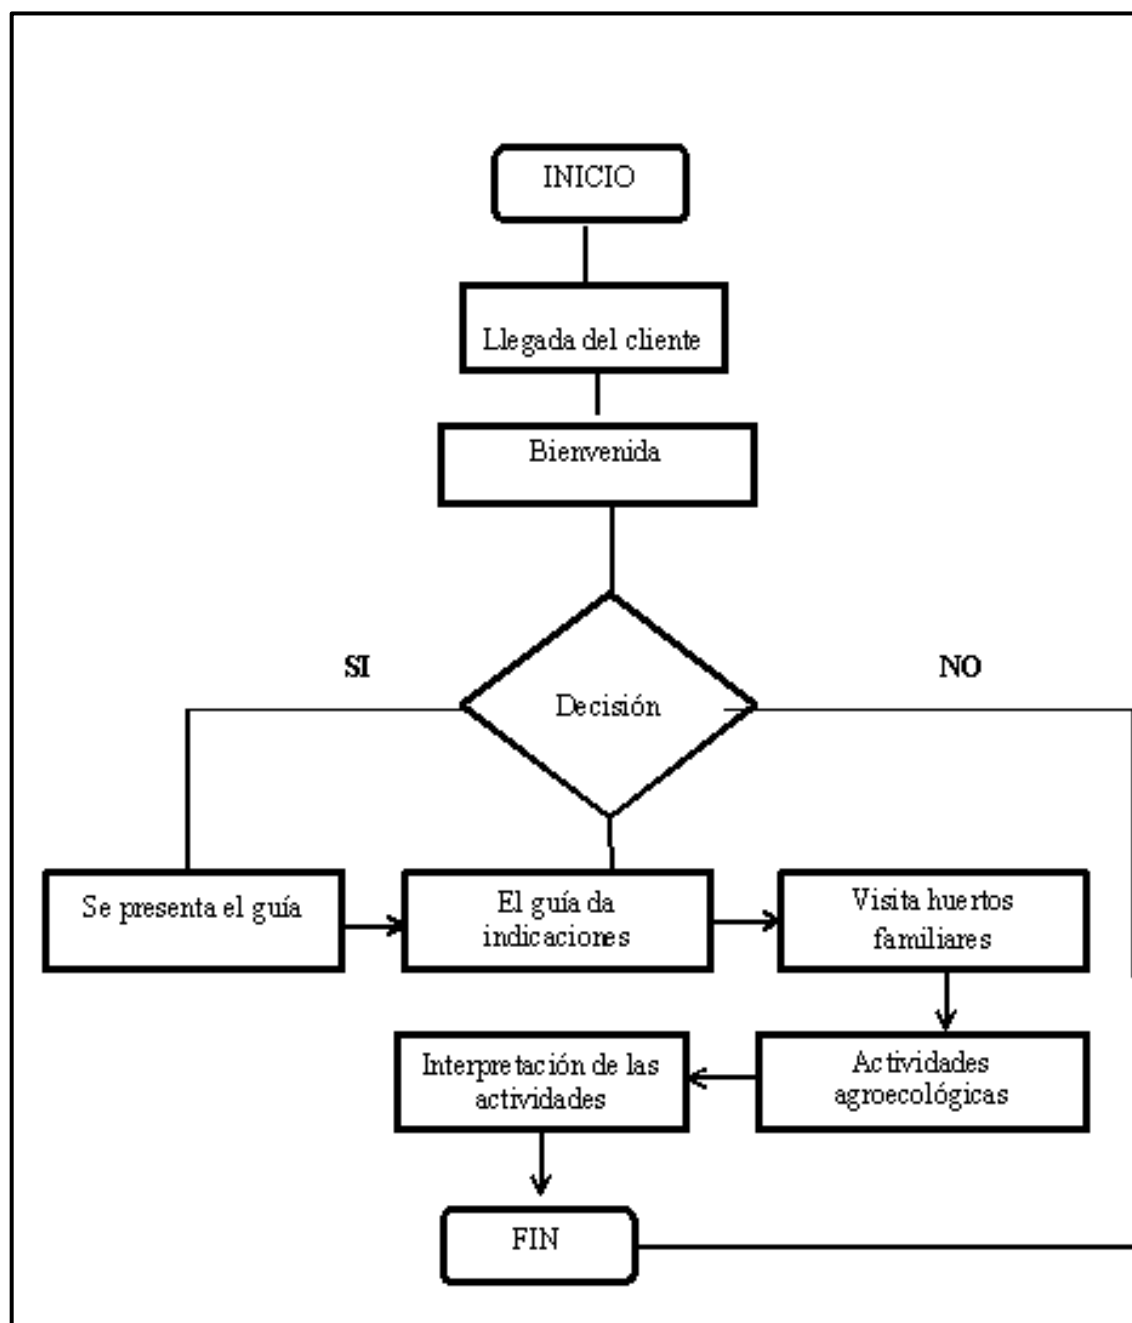 INICIO
Llegada del cliente
Bienvenida
SI
NO
Decisión
Se presenta el guía
El guía da
indicaciones
Visita huertos
familiares
Interpretación de las
actividades
Actividades
agroecológicas
FIN